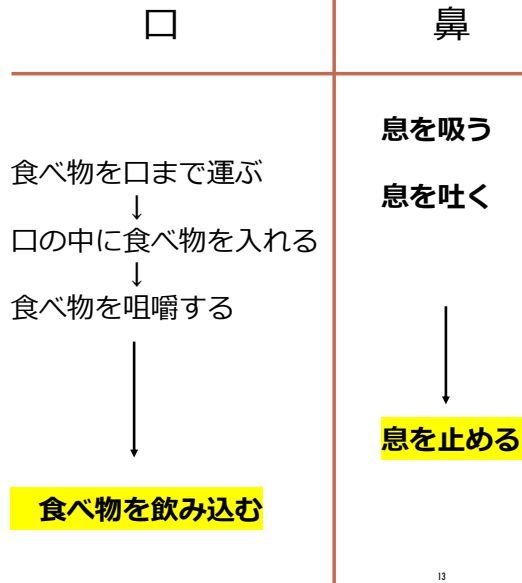 口
鼻
食べ物を口まで運ぶ
↓
口の中に食べ物を入れる
↓
食べ物を咀嚼する
食べ物を飲み込む
息を吸う
息を吐く
息を止める
13